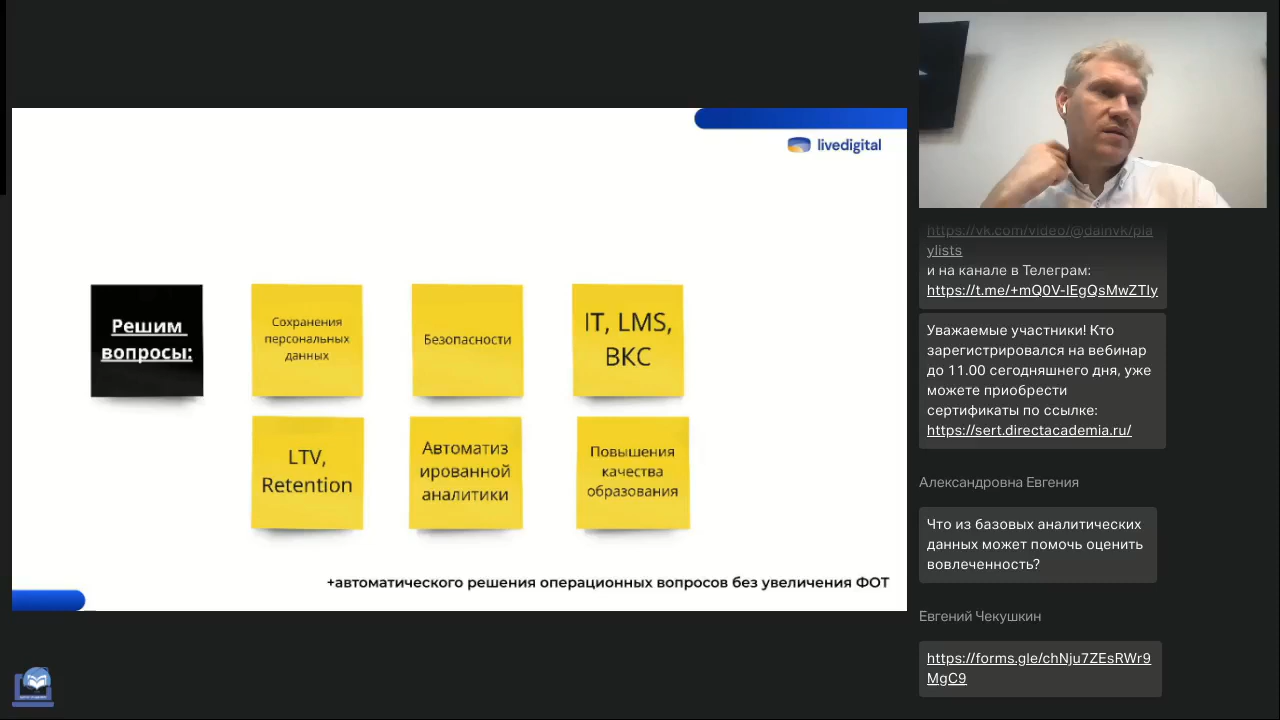 livedigital
Решим
вопросы:
Сохранения
персональных
данных
Безопасности
IT, LMS,
ВКС
LTV,
Retention
Автоматиз
ированной
аналитики
Повышения
качества
образования
+автоматического решения операционных вопросов без увеличения ФОТ
https://vk.com/video/@dainvk/pla
ylists
и на канале в Телеграм:
https://t.me/+mQ0V-IEgQsMwZTIy
Уважаемые участники! Кто
зарегистрировался на вебинар
до 11.00 сегодняшнего дня, уже
можете приобрести
сертификаты по ссылке:
https://sert.directacademia.ru/
Александровна Евгения
Что из базовых аналитических
данных может помочь оценить
вовлеченность?
Евгений Чекушкин
https://forms.gle/chNju7ZEsRWr9
MgC9